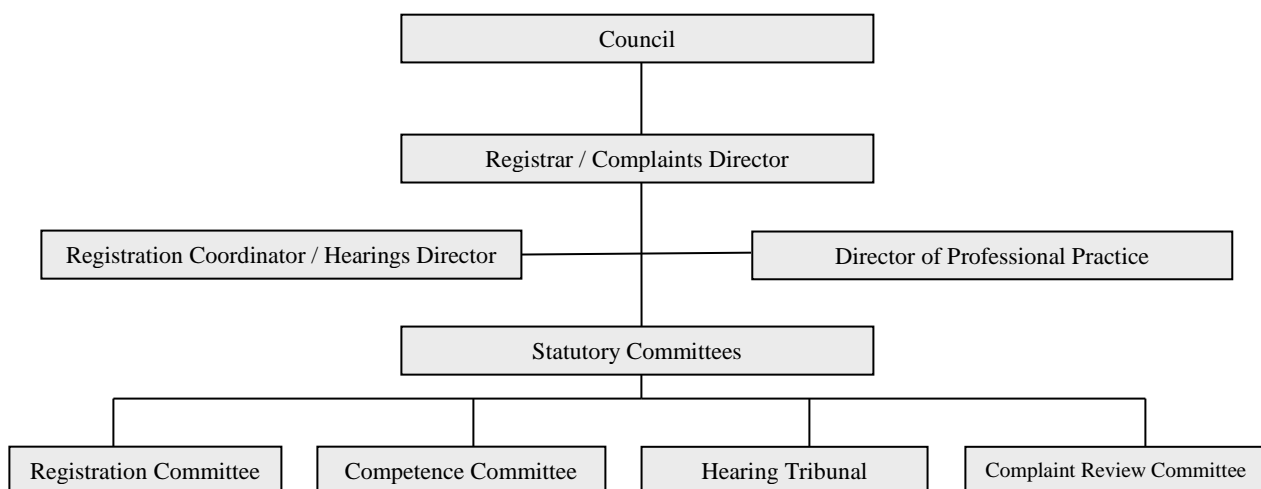 Council
Registrar / Complaints Director
Registration Coordinator / Hearings Director
Director of Professional Practice
Statutory Committees
Registration Committee
Competence Committee
Hearing Tribunal
Complaint Review Committee